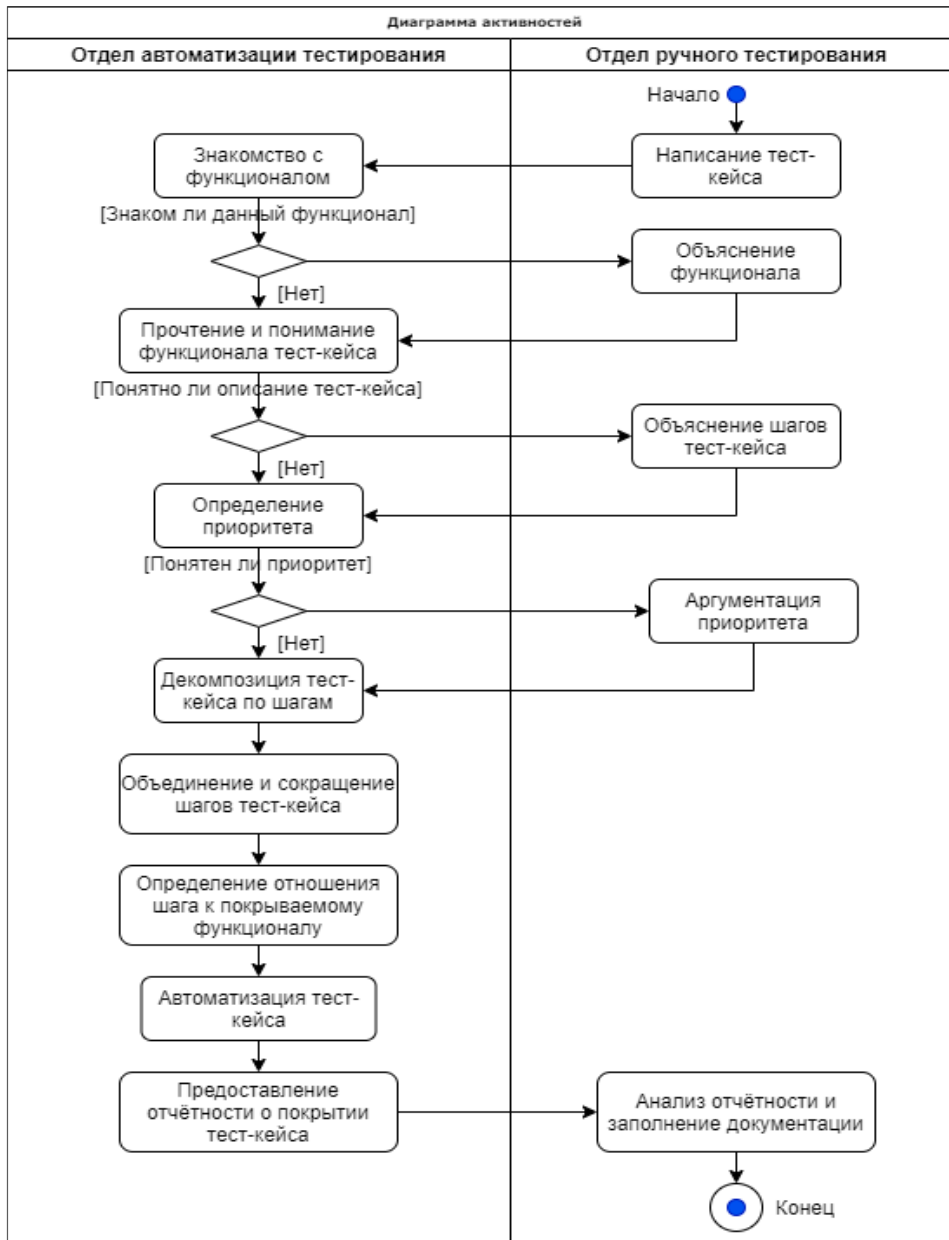 Диаграмма активностей
Отдел автоматизации тестирования
Отдел ручного тестирования
Начало
Знакомство с
функционалом
Написание тест-
кейса
[Знаком ли данный функционал]
Объяснение
функционала
[Нет]
Прочтение и понимание
функционала тест-кейса
[Понятно ли описание тест-кейса]
Объяснение шагов
тест-кейса
[Нет]
Определение
приоритета
[Понятен ли приоритет]
Аргументация
приоритета
[Нет]
Декомпозиция тест-
кейса по шагам
Объединение и сокращение
шагов тест-кейса
Определение отношения
шага к покрываемому
функционалу
Автоматизация тест-
кейса
Предоставление
отчётности о покрытии
тест-кейса
Анализ отчётности и
заполнение документации
Конец